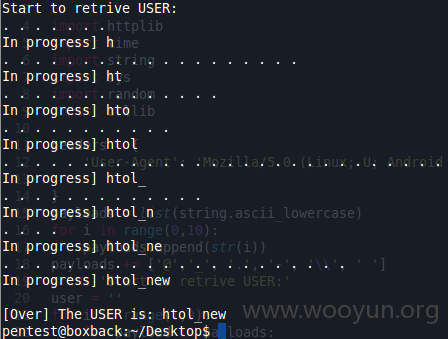 Start to retrive USER:
. . . . . . .
In progress] h
. . . . . . . . . . . . . . . . . . . .
In progress] ht
. . . . . . . . . . . . . . .
In progress] hto
. . . . . . . . . . . .
In progress] htol
. . . . . . . . . . . . . . . . . . . . . . . . . . . . . .
In progress] htol_
. . . . . . . . . . . . . .
In progress] htol_n
. . . . .
In progress] htol_ne
. . . . . . . . . . . . . . . . . . . . . . .
In progress] htol_new
[Over] The USER is: htol_new
pentest@boxback:~/Desktop$
www.wooyun.org